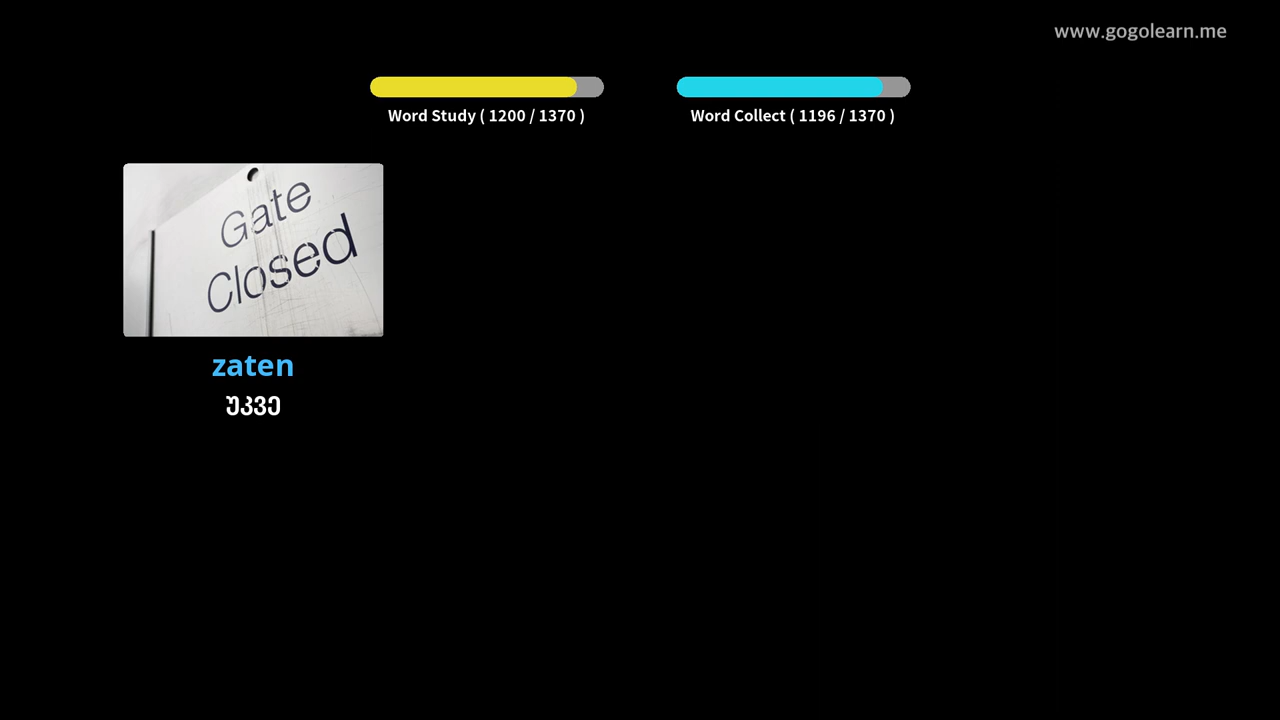 www.gogolearn.me
Word Study ( 1200 / 1370 )
Word Collect ( 1196 / 1370 )
Gate
Closed
zaten
უკვე